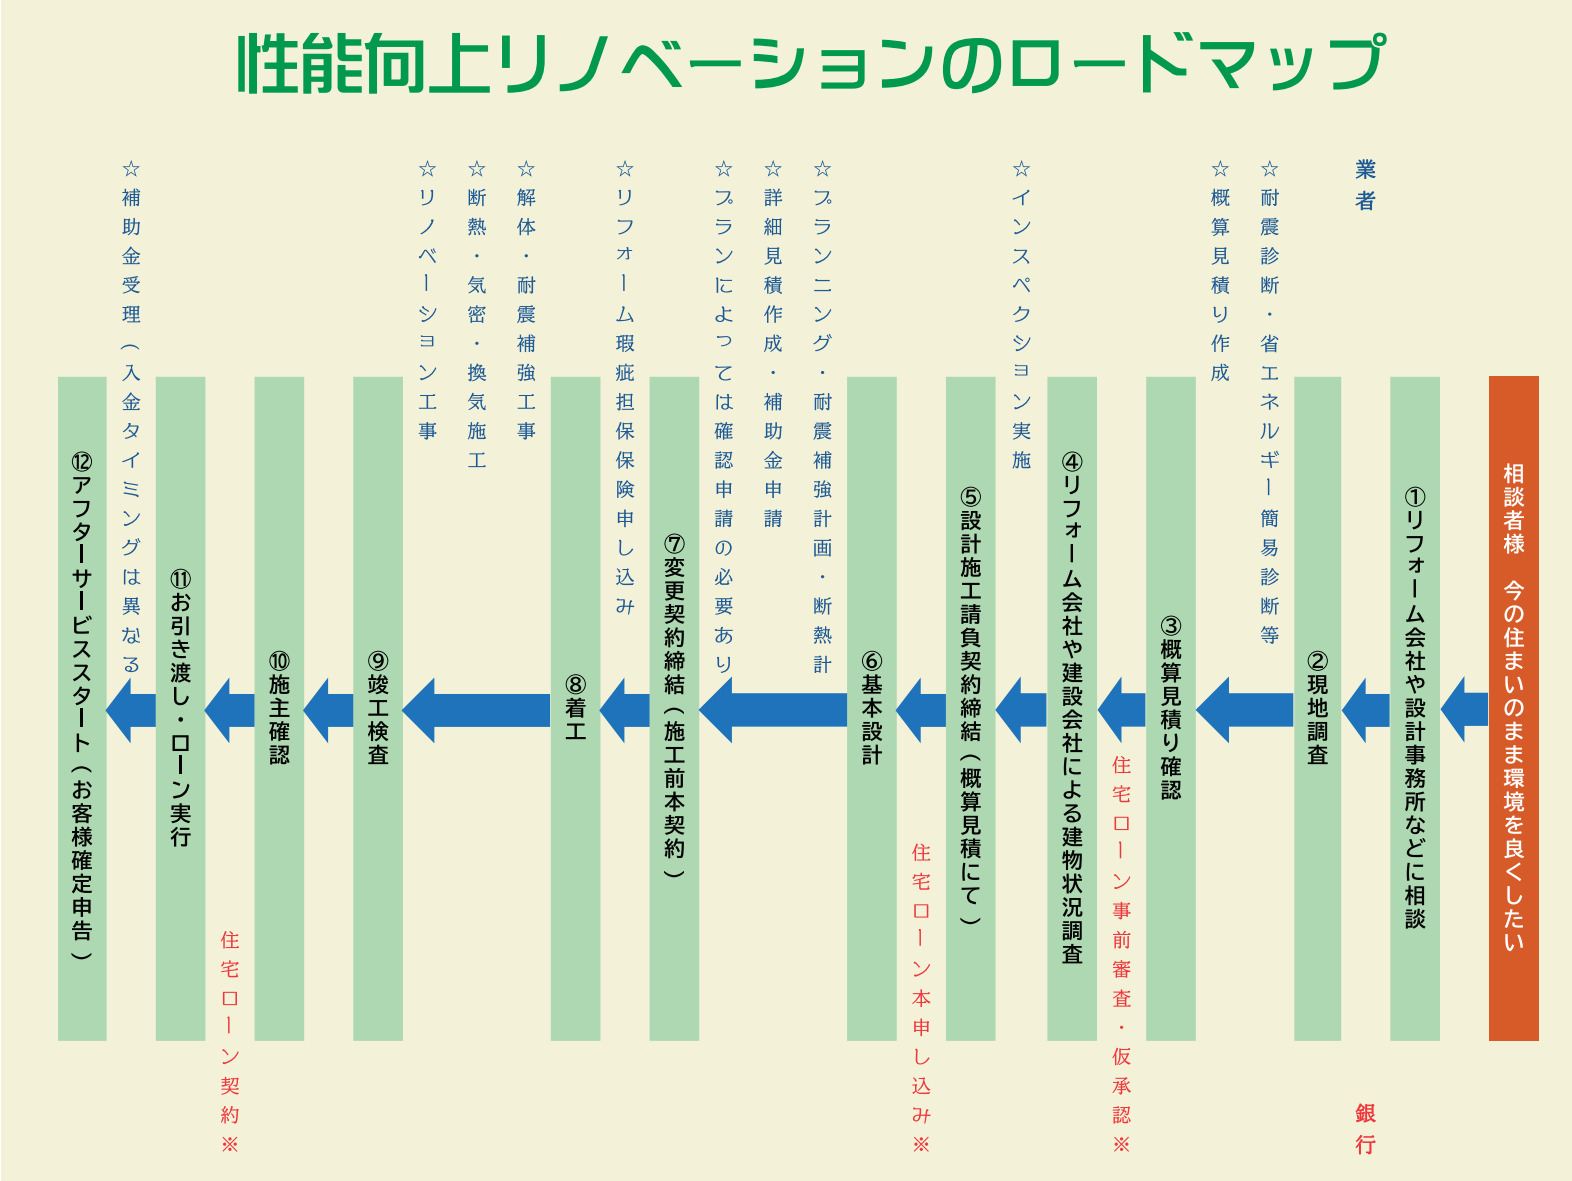 性能向上リノベーションのロードマップ
相談者様　今の住まいのまま環境を良くしたい
①リフォーム会社や設計事務所などに相談
業者
銀行
②現地調査
☆耐震診断・省エネルギー簡易診断等
☆概算見積り作成
③概算見積り確認
住宅ローン事前審査・仮承認※
④リフォーム会社や建設会社による建物状況調査
☆インスペクション実施
⑤設計施工請負契約締結（概算見積にて）
住宅ローン本申し込み※
⑥基本設計
☆プランニング・耐震補強計画・断熱計
☆詳細見積作成・補助金申請
☆プランによっては確認申請の必要あり
⑦変更契約締結（施工前本契約）
☆リフォーム瑕疵担保保険申し込み
⑧着工
☆解体・耐震補強工事
☆断熱・気密・換気施工
☆リノベーション工事
⑨竣工検査
⑩施主確認
住宅ローン契約※
⑪お引き渡し・ローン実行
☆補助金受理（入金タイミングは異なる
⑫アフターサービススタート（お客様確定申告）